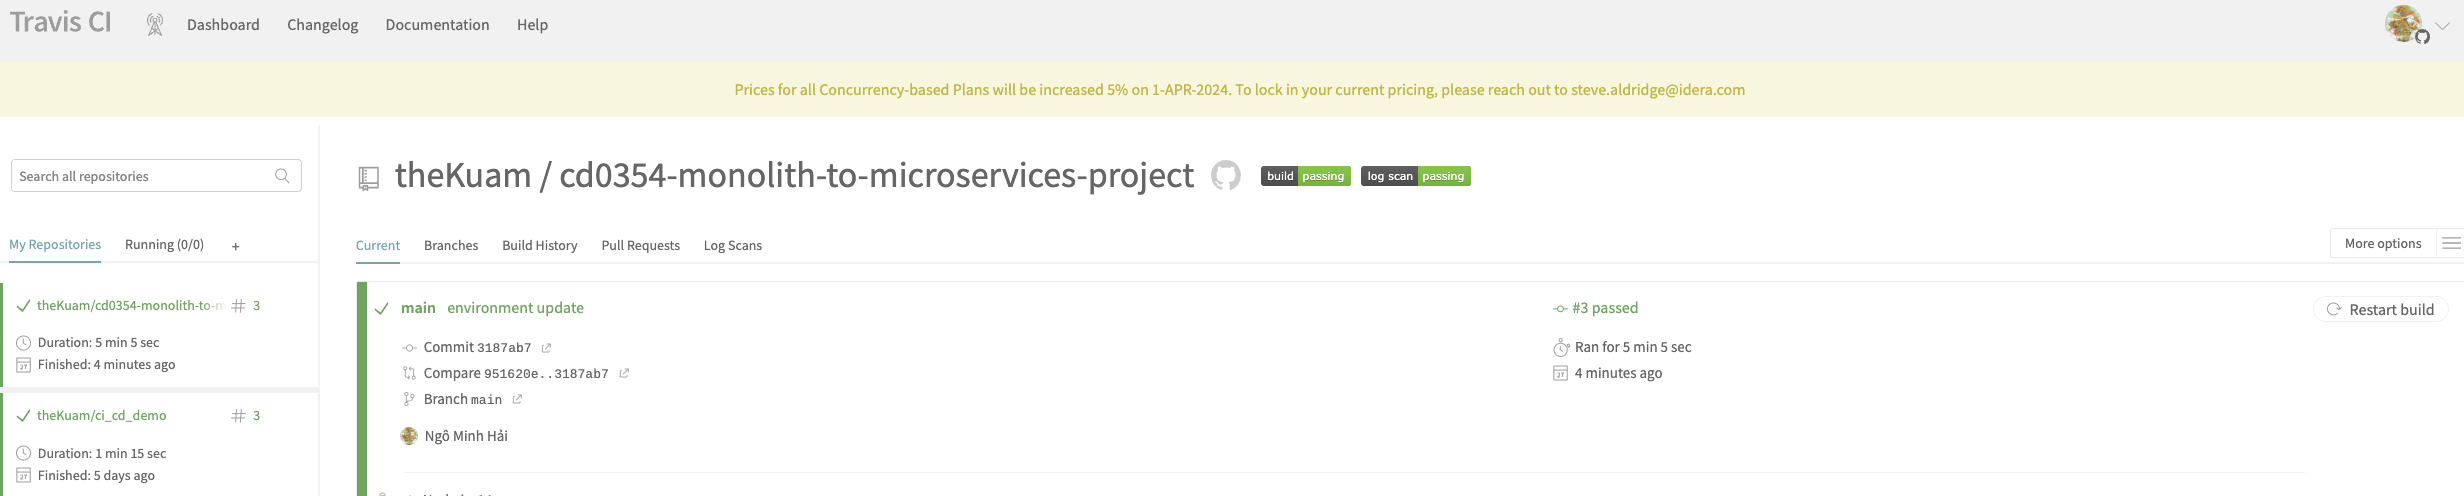 Travis CI
Dashboard
Changelog
Documentation
Help
Prices for all Concurrency-based Plans will be increased 5% on 1-APR-2024. To lock in your current pricing, please reach out to steve.aldridge@idera.com
Search all repositories
theKuam / cd0354-monolith-to-microservices-project
build passing
log scan passing
My Repositories
Running (0/0)
+
Current
Branches
Build History
Pull Requests
Log Scans
More options
theKuam/cd0354-monolith-to-m
# 3
Duration: 5 min 5 sec
Finished: 4 minutes ago
theKuam/ci_cd_demo
# 3
Duration: 1 min 15 sec
Finished: 5 days ago
main environment update
Commit 3187ab7
Compare 951620e..3187ab7
Branch main
Ngô Minh Hải
#3 passed
Ran for 5 min 5 sec
4 minutes ago
Restart build